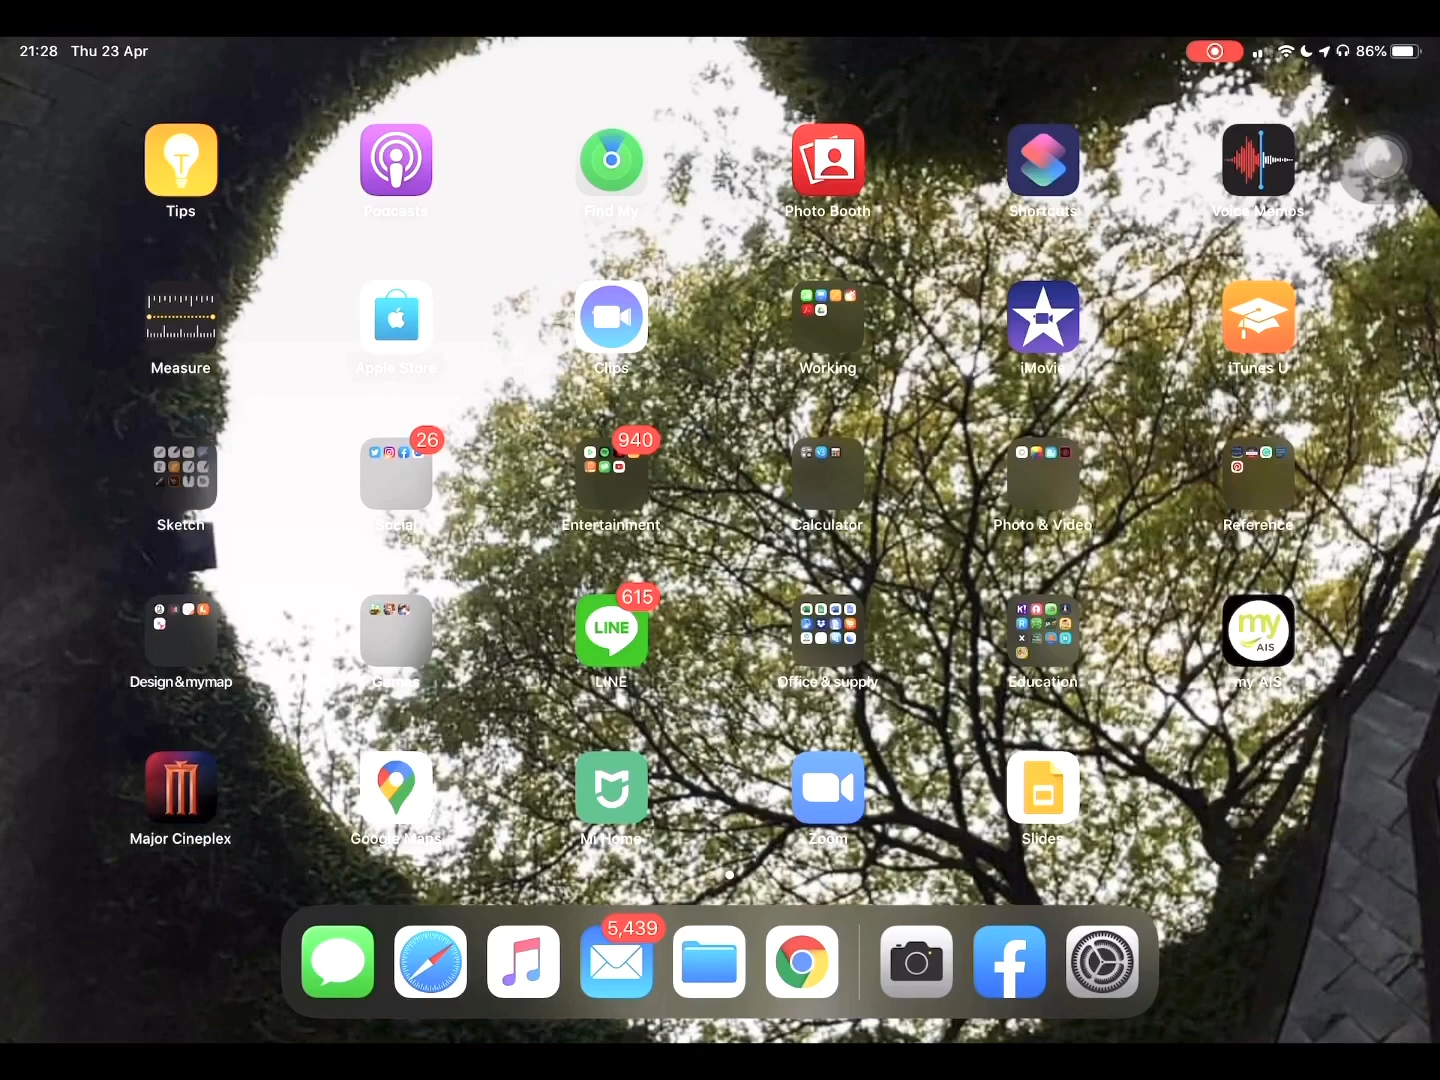 21:28 Thu 23 Apr
86%
Tips
Podcasts
Find My
Photo Booth
Shortcuts
Voice Memos
Measure
Apple Store
Clips
Working
iMovie
iTunes U
26
940
Sketch
Social
Entertainment
Calculator
Photo & Video
Reference
615
LINE
my
AIS
Design&mymap
Games
LINE
Office & supply
Education
my AIS
Major Cineplex
Google Maps
Mi Home
Zoom
Slides
5,439